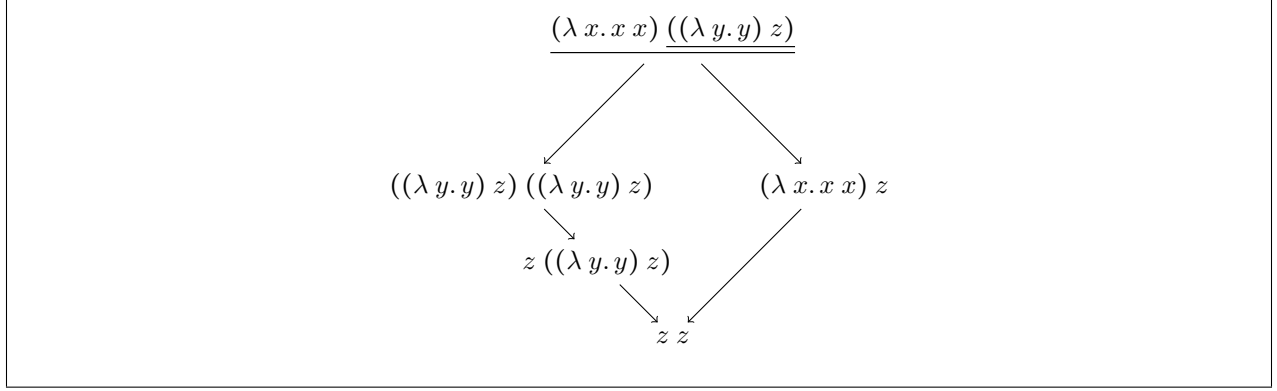 (λ x. x x) ((λ y. y) z)
((λ y. y) z) ((λ y. y) z) (λ x. x x) z
z ((λ y. y) z)
z z